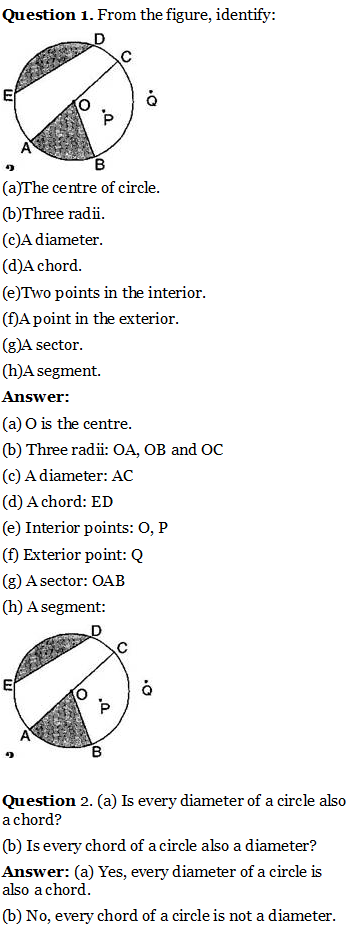 Question 1. From the figure, identify:
D
C
E
O
Q
P
A
B
(a)The centre of circle.
(b)Three radii.
(c)A diameter.
(d)A chord.
(e)Two points in the interior.
(f)A point in the exterior.
(g)A sector.
(h)A segment.
Answer:
(a) O is the centre.
(b) Three radii: OA, OB and OC
(c) A diameter: AC
(d) A chord: ED
(e) Interior points: O, P
(f) Exterior point: Q
(g) A sector: OAB
(h) A segment:
D
C
E
O
Q
P
A
B
Question 2. (a) Is every diameter of a circle also
a chord?
(b) Is every chord of a circle also a diameter?
Answer: (a) Yes, every diameter of a circle is
also a chord.
(b) No, every chord of a circle is not a diameter.